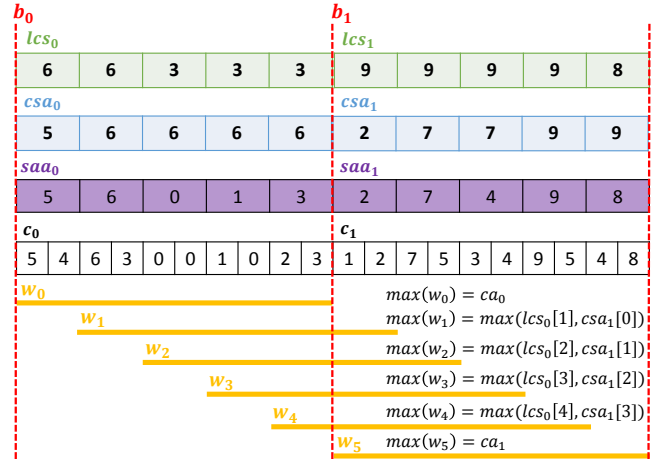 b₀ b₁
lcs₀ lcs₁
6 6 3 3 3 9 9 9 9 8
csa₀ csa₁
5 6 6 6 6 2 7 7 9 9
saa₀ saa₁
5 6 0 1 3 2 7 4 9 8
c₀ c₁
5 4 6 3 0 0 1 0 2 3 1 2 7 5 3 4 9 5 4 8
w₀ max(w₀) = ca₀
w₁ max(w₁) = max(lcs₀[1], csa₁[0])
w₂ max(w₂) = max(lcs₀[2], csa₁[1])
w₃ max(w₃) = max(lcs₀[3], csa₁[2])
w₄ max(w₄) = max(lcs₀[4], csa₁[3])
w₅ max(w₅) = ca₁